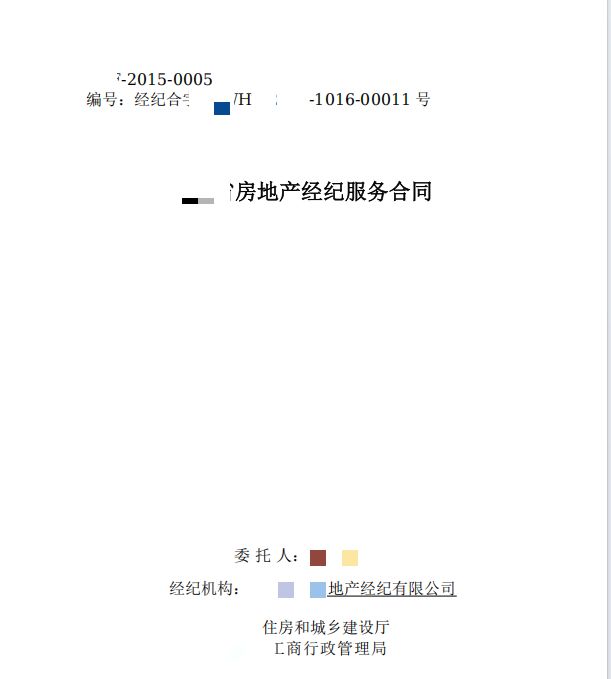 -2015-0005
编号：经纪合 WH -1016-00011 号
房地产经纪服务合同
委 托 人：
经纪机构： 地产经纪有限公司
住房和城乡建设厅
工商行政管理局